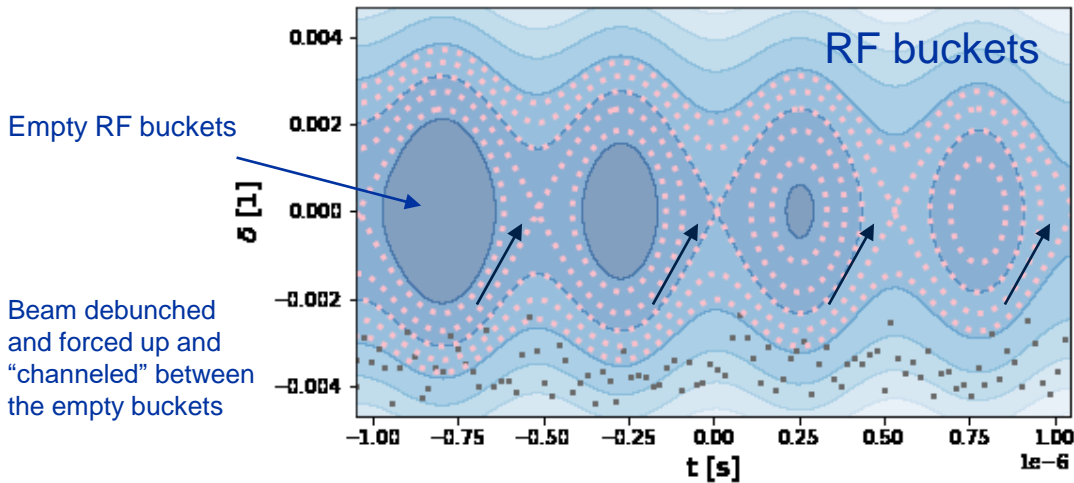 RF buckets
Empty RF buckets
Beam debunched
and forced up and
“channeled” between
the empty buckets
δ [1]
0.004
0.002
0.000
−0.002
−0.004
−1.00 −0.75 −0.50 −0.25 0.00 0.25 0.50 0.75 1.00
1e-6
t [s]